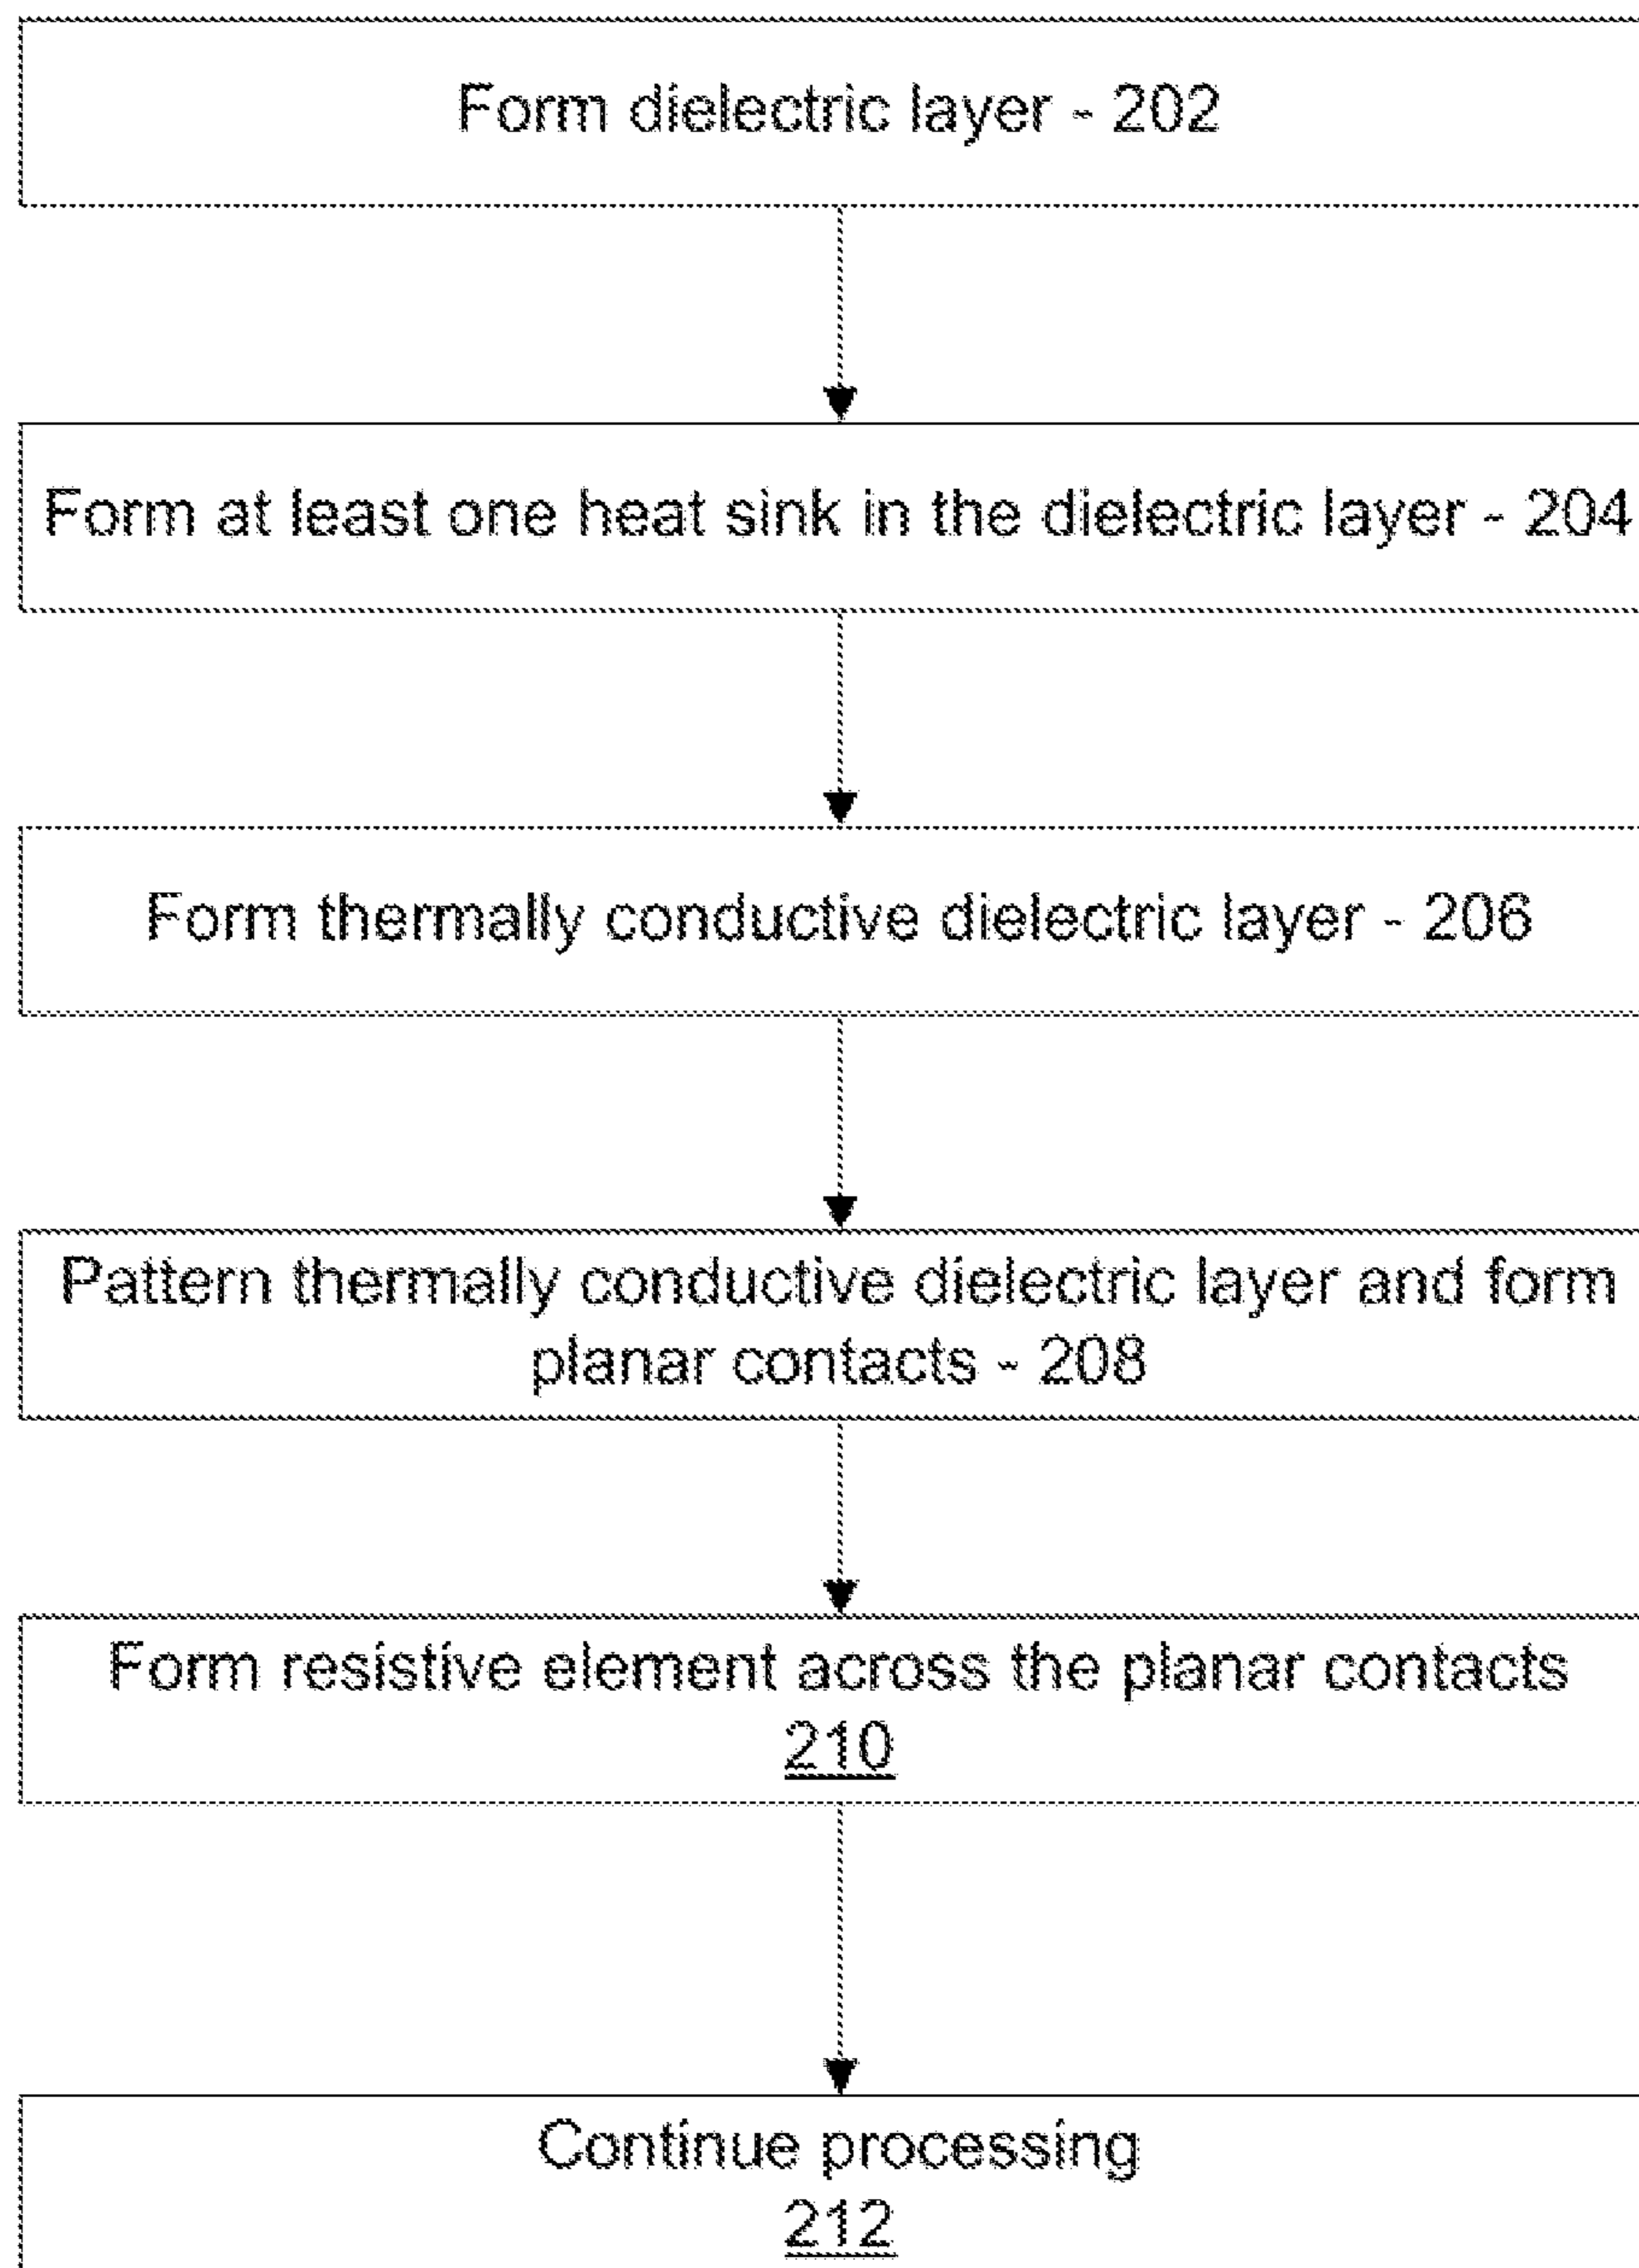 Form dielectric layer - 202
Form at least one heat sink in the dielectric layer - 204
Form thermally conductive dielectric layer - 206
Pattern thermally conductive dielectric layer and form
planar contacts - 208
Form resistive element across the planar contacts
210
Continue processing
212